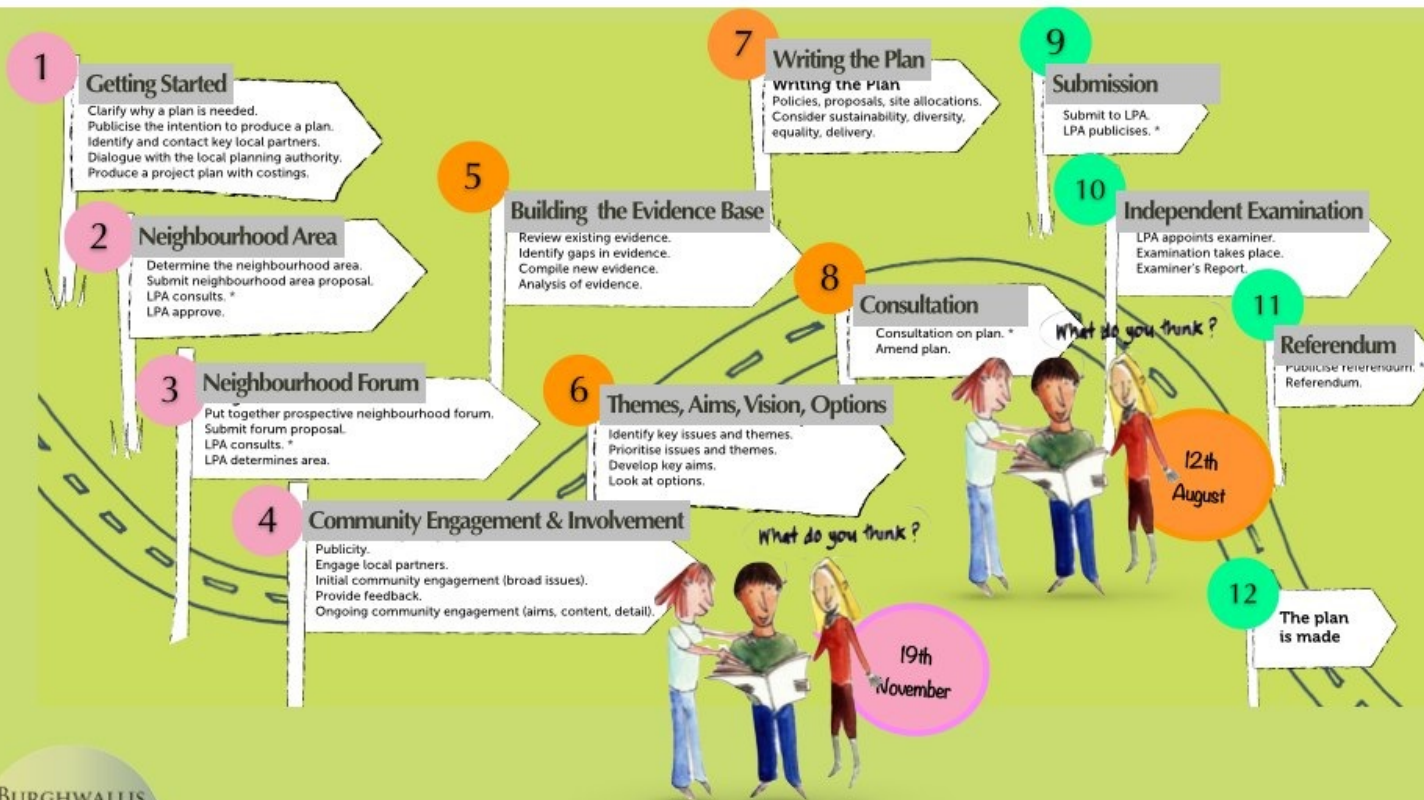 1
Getting Started
Clarify why a plan is needed.
Publicise the intention to produce a plan.
Identify and contact key local partners.
Dialogue with the local planning authority.
Produce a project plan with costings.
2
Neighbourhood Area
Determine the neighbourhood area.
Submit neighbourhood area proposal.
LPA consults. *
LPA approve.
3
Neighbourhood Forum
Put together prospective neighbourhood forum.
Submit forum proposal.
LPA consults. *
LPA determines area.
4
Community Engagement & Involvement
Publicity.
Engage local partners.
Initial community engagement (broad issues).
Provide feedback.
Ongoing community engagement (aims, content, detail).
What do you think?
19th
November
5
Building the Evidence Base
Review existing evidence.
Identify gaps in evidence.
Compile new evidence.
Analysis of evidence.
6
Themes, Aims, Vision, Options
Identify key issues and themes.
Prioritise issues and themes.
Develop key aims.
Look at options.
7
Writing the Plan
Writing the Plan
Policies, proposals, site allocations.
Consider sustainability, diversity,
equality, delivery.
8
Consultation
Consultation on plan. *
Amend plan.
What do you think?
12th
August
9
Submission
Submit to LPA.
LPA publicises. *
10
Independent Examination
LPA appoints examiner.
Examination takes place.
Examiner's Report.
11
Referendum
Publicise referendum. *
Referendum.
12
The plan
is made
BURGHWALLIS